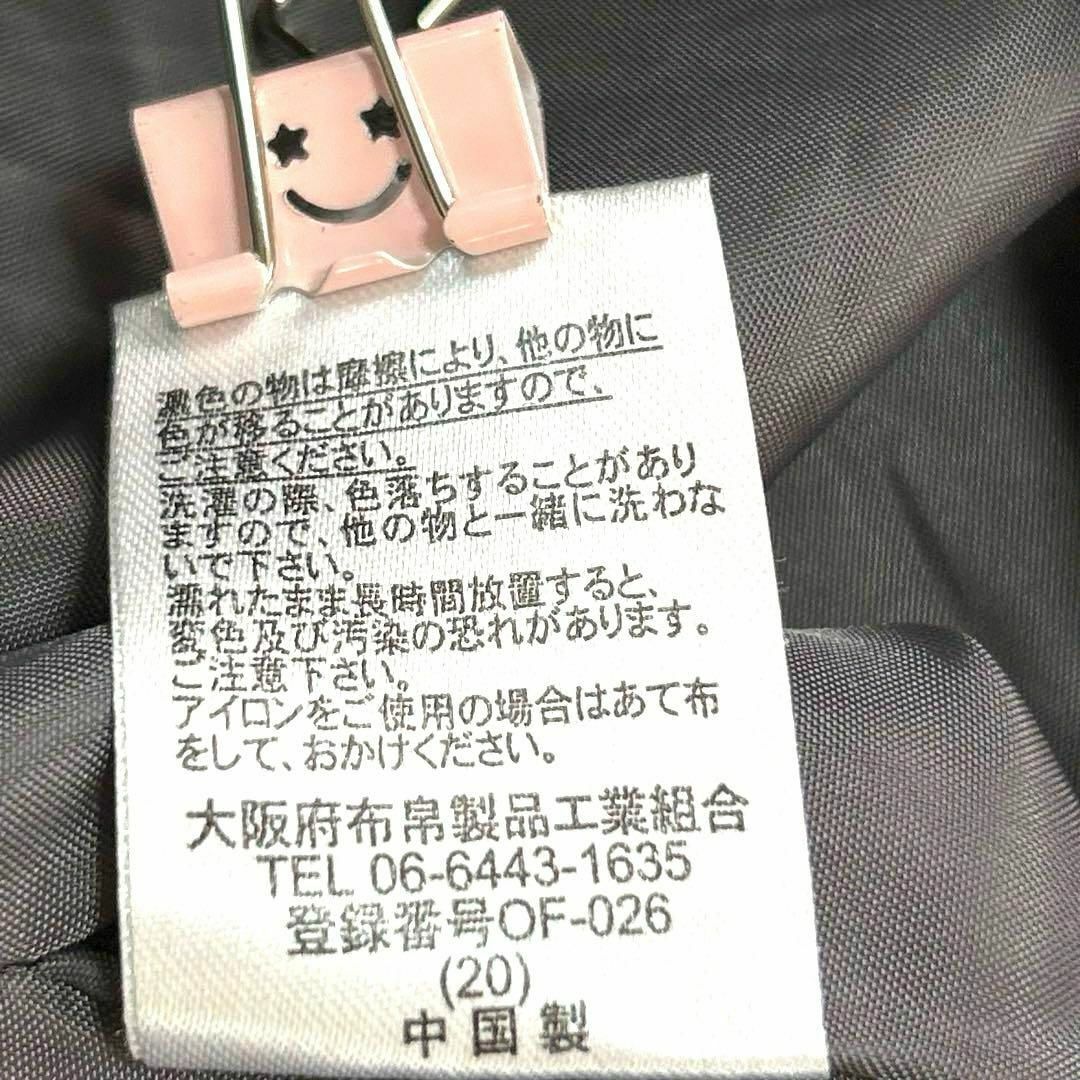 濃色の物は摩擦により、他の物に
色が移ることがありますので、
ご注意ください。
洗濯の際、色落ちすることがあり
ますので、他の物と一緒に洗わな
いで下さい。
濡れたまま長時間放置すると、
変色及び汚染の恐れがあります。
ご注意下さい。
アイロンをご使用の場合はあて布
をして、おかけください。
大阪府布帛製品工業組合
TEL 06-6443-1635
登録番号OF-026
(20)
中国製